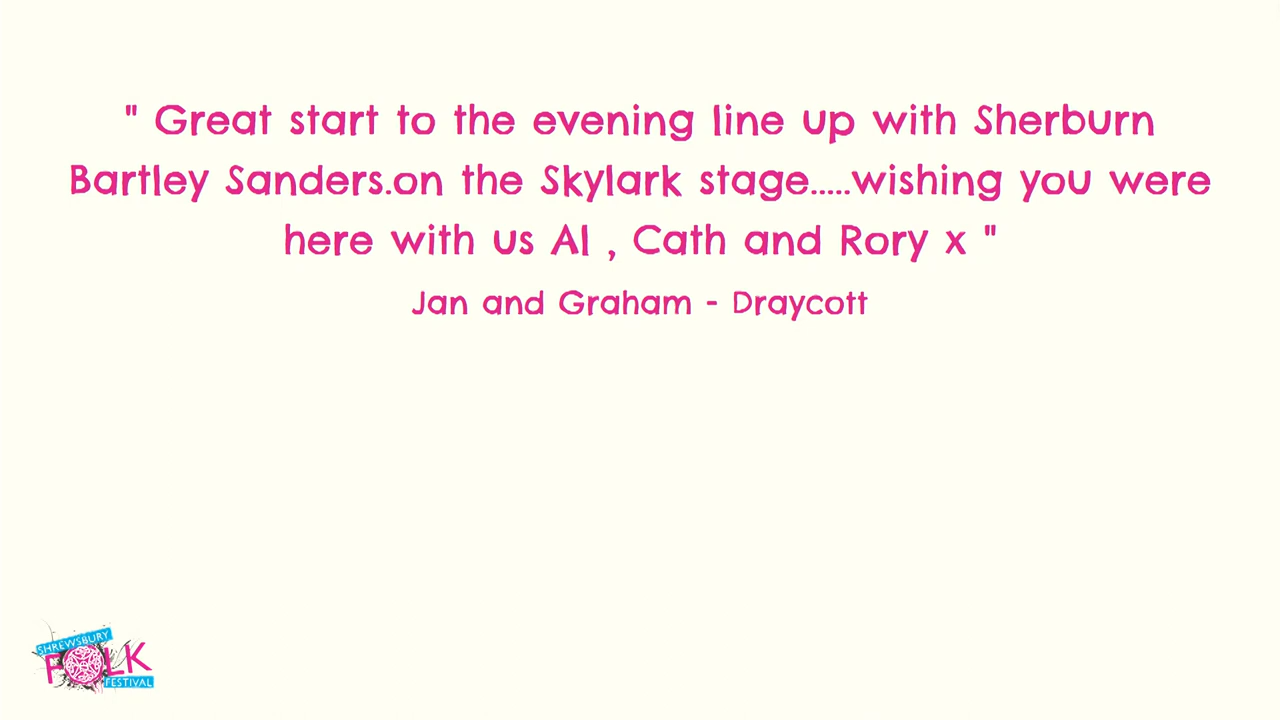 " Great start to the evening line up with Sherburn
Bartley Sanders.on the Skylark stage.....wishing you were
here with us Al , Cath and Rory x "
Jan and Graham - Draycott
SHREWSBURY
FOLK
FESTIVAL